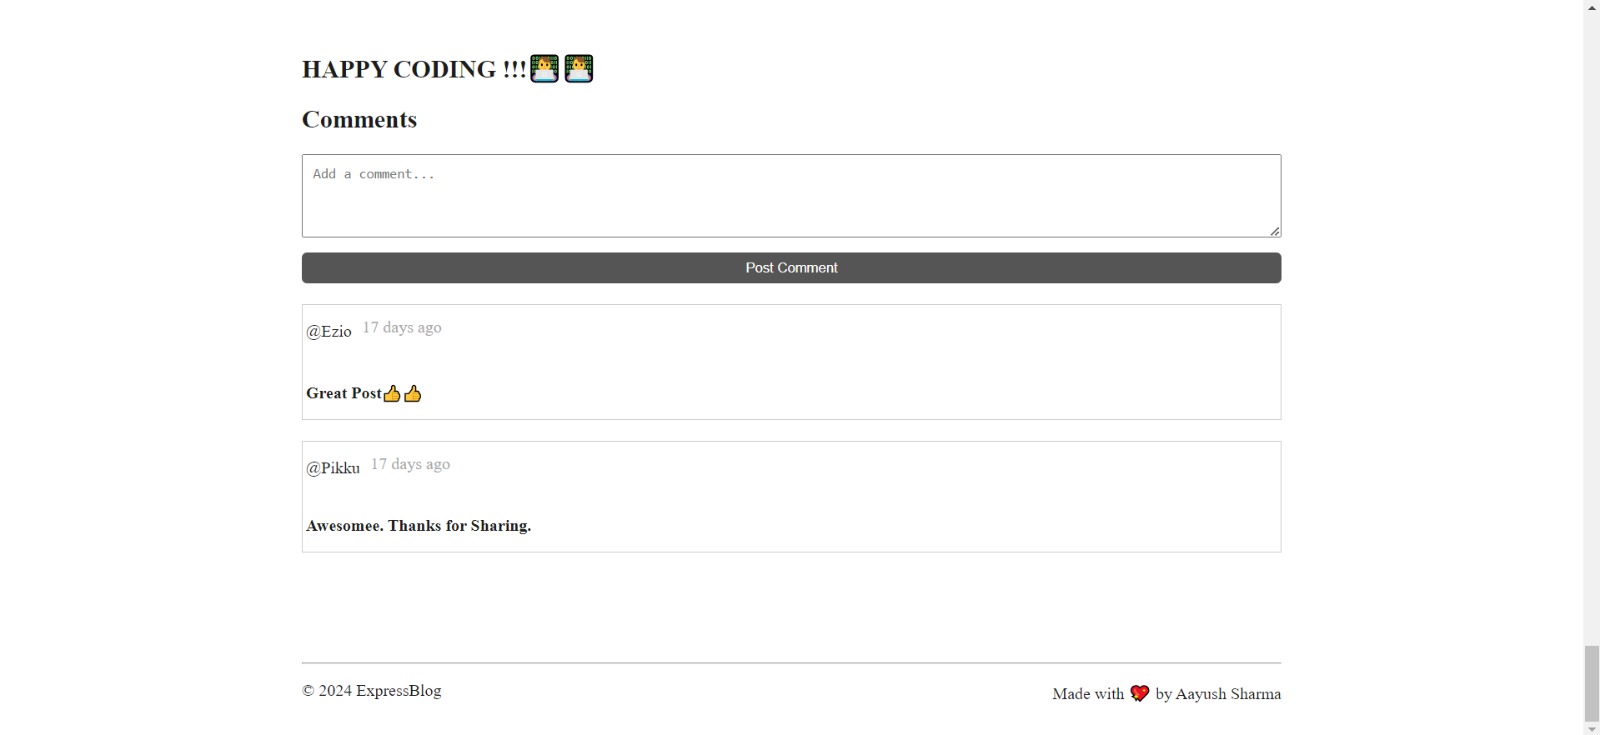 HAPPY CODING !!!👨‍💻👨‍💻
Comments
Add a comment...
Post Comment
@Ezio 17 days ago
Great Post👍👍
@Pikku 17 days ago
Awesomee. Thanks for Sharing.
© 2024 ExpressBlog
Made with 💖 by Aayush Sharma